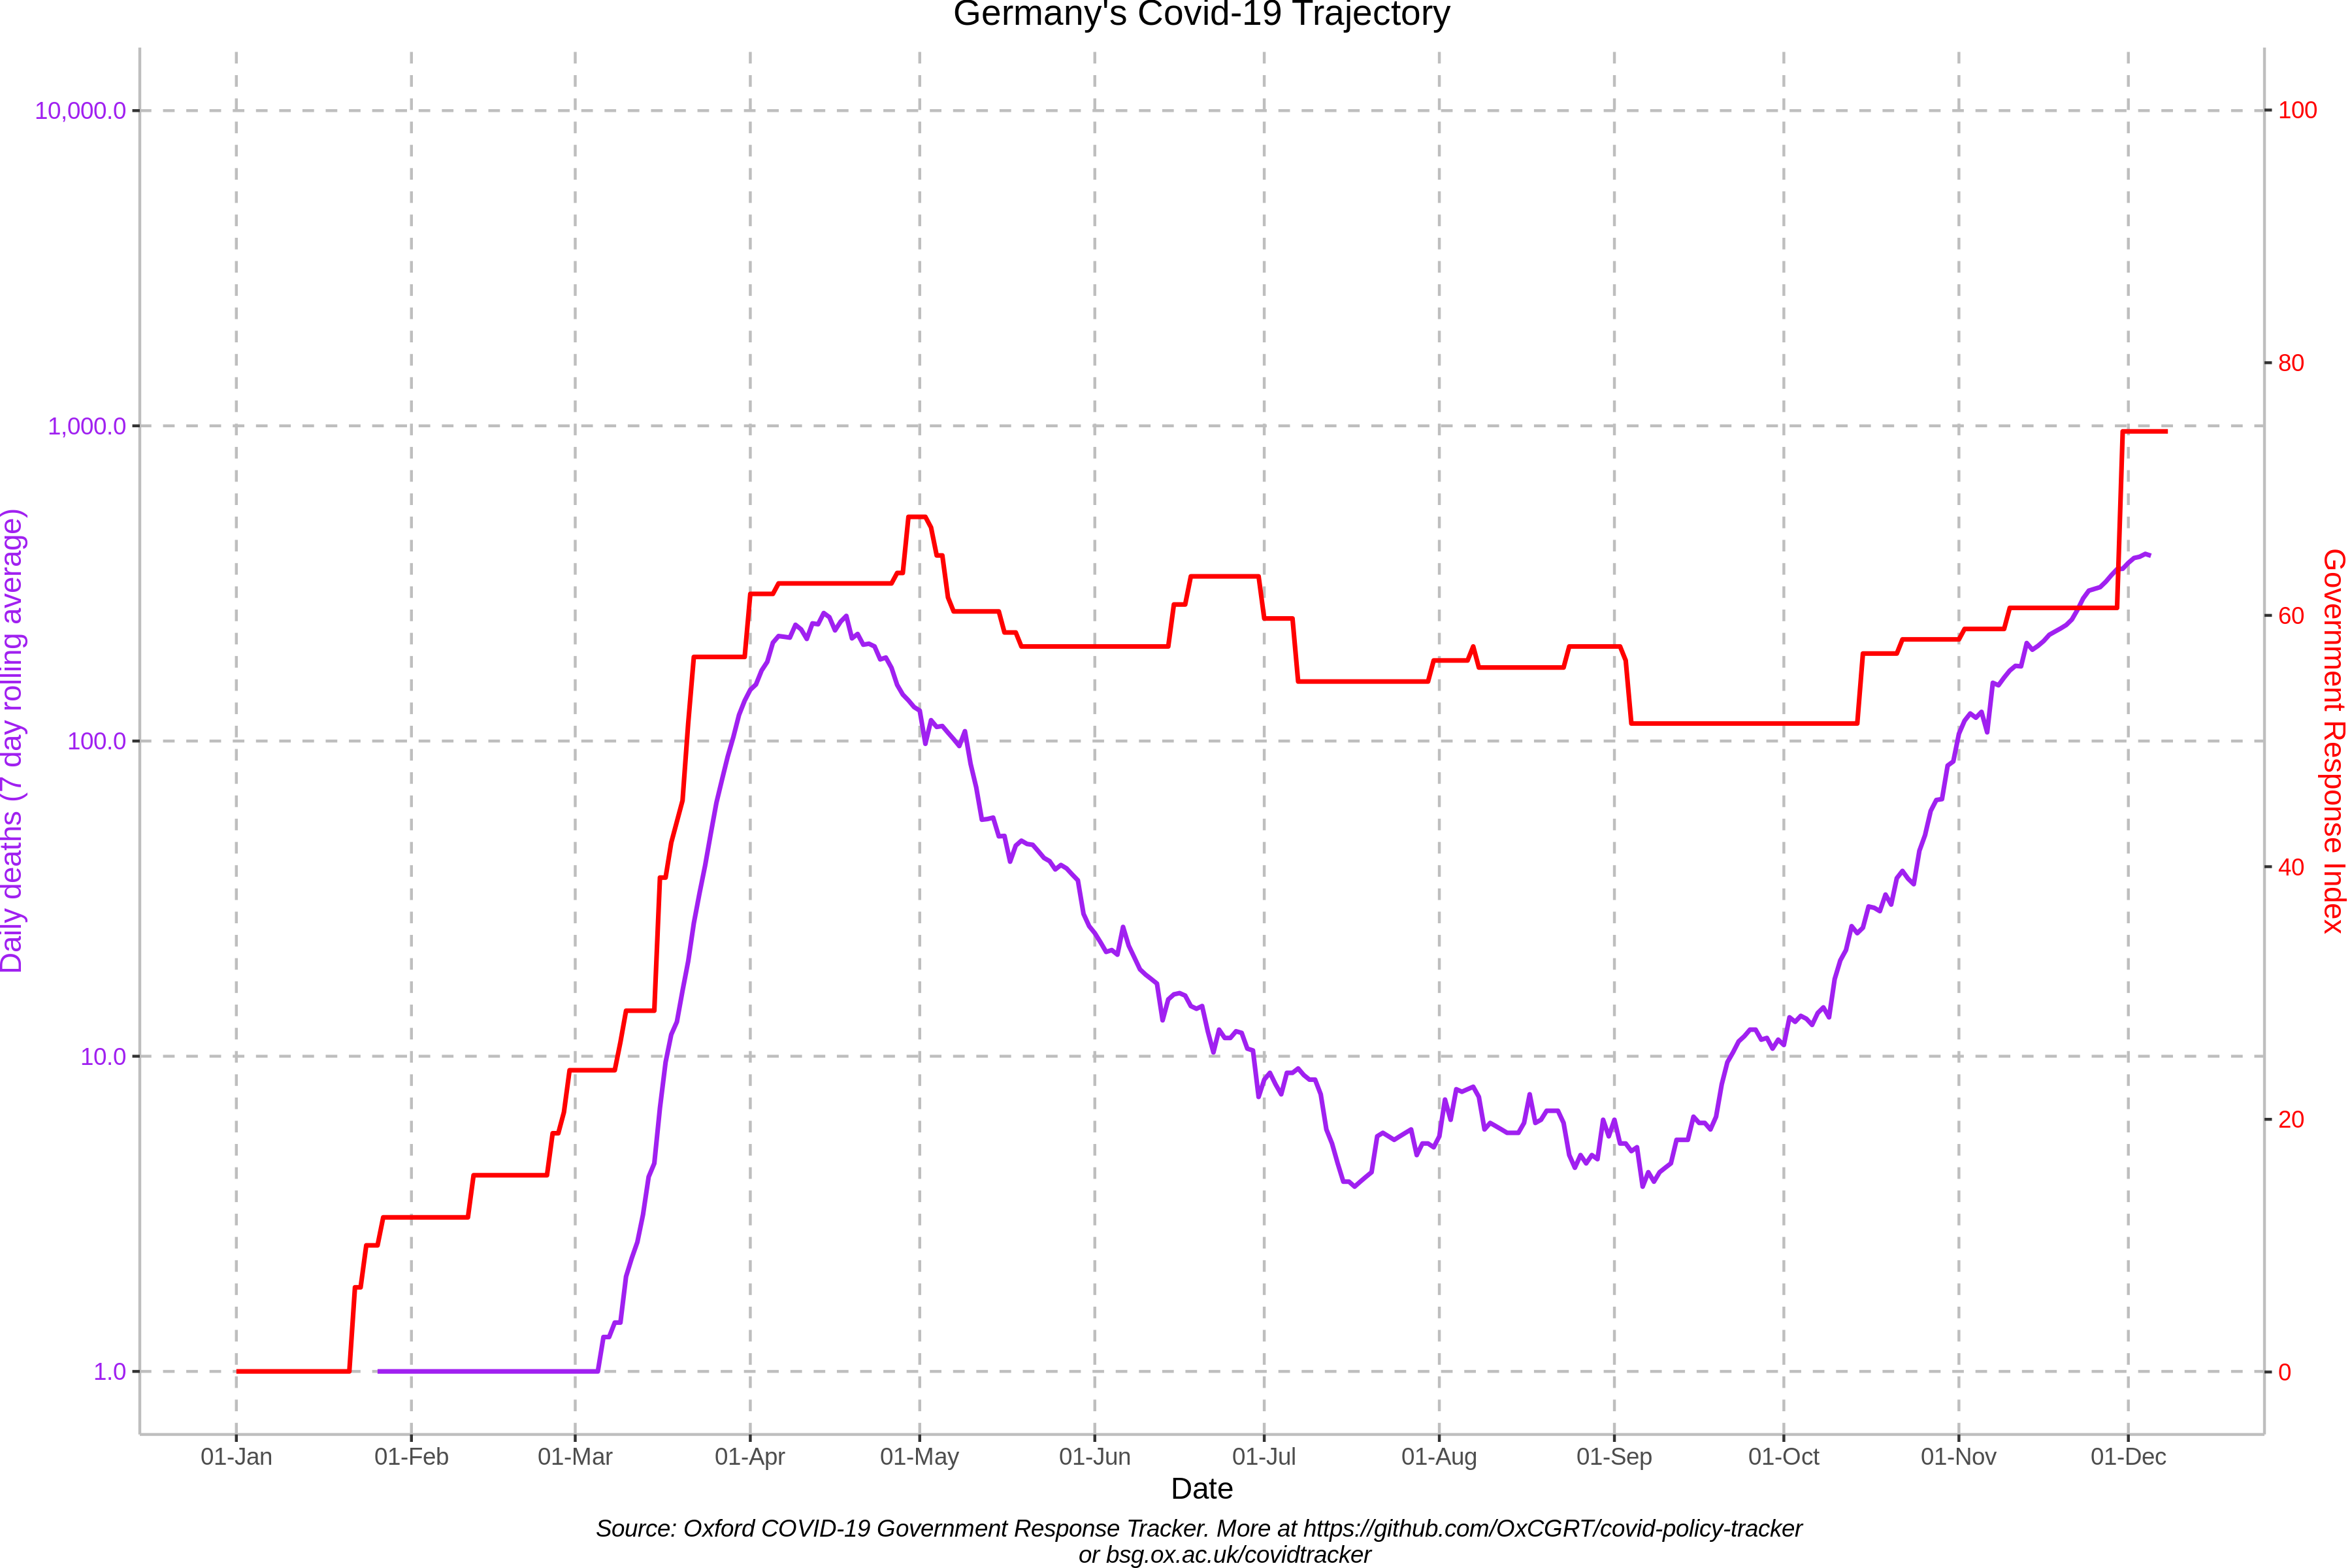 Germany's Covid-19 Trajectory
10,000.0
1,000.0
100.0
10.0
1.0
Daily deaths (7 day rolling average)
100
80
60
40
20
0
Government Response Index
01-Jan 01-Feb 01-Mar 01-Apr 01-May 01-Jun 01-Jul 01-Aug 01-Sep 01-Oct 01-Nov 01-Dec
Date
Source: Oxford COVID-19 Government Response Tracker. More at https://github.com/OxCGRT/covid-policy-tracker
or bsg.ox.ac.uk/covidtracker